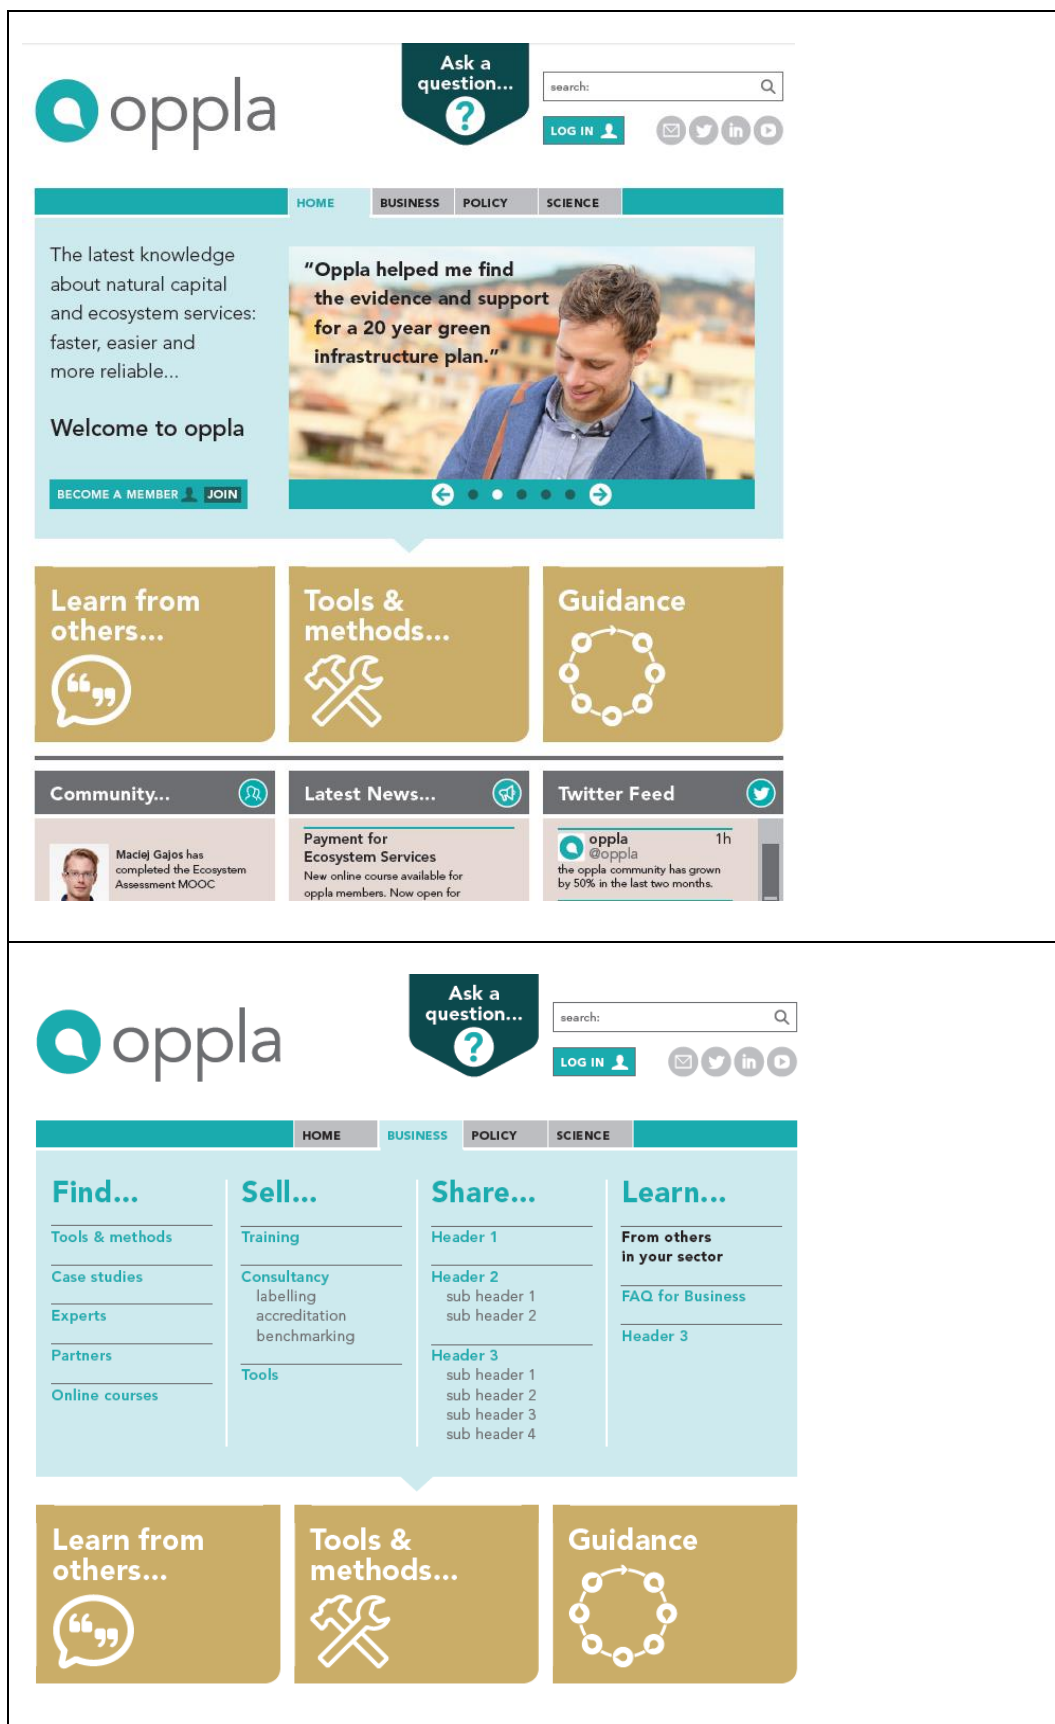 Ask a
question...
?
search:
oppla
LOG IN
in
HOME
BUSINESS
POLICY
SCIENCE
The latest knowledge
about natural capital
and ecosystem services:
faster, easier and
more reliable...
Welcome to oppla
BECOME A MEMBER JOIN
“Oppla helped me find
the evidence and support
for a 20 year green
infrastructure plan.”
Learn from
others...
Tools &
methods...
Guidance
Community...
Maciej Gajos has
completed the Ecosystem
Assessment MOOC
Latest News...
Payment for
Ecosystem Services
New online course available for
oppla members. Now open for
Twitter Feed
oppla 1h
@oppla
the oppla community has grown
by 50% in the last two months.
Ask a
question...
?
search:
oppla
LOG IN
in
HOME
BUSINESS
POLICY
SCIENCE
Find...
Tools & methods
Case studies
Experts
Partners
Online courses
Sell...
Training
Consultancy
labelling
accreditation
benchmarking
Tools
Share...
Header 1
Header 2
sub header 1
sub header 2
Header 3
sub header 1
sub header 2
sub header 3
sub header 4
Learn...
From others
in your sector
FAQ for Business
Header 3
Learn from
others...
Tools &
methods...
Guidance